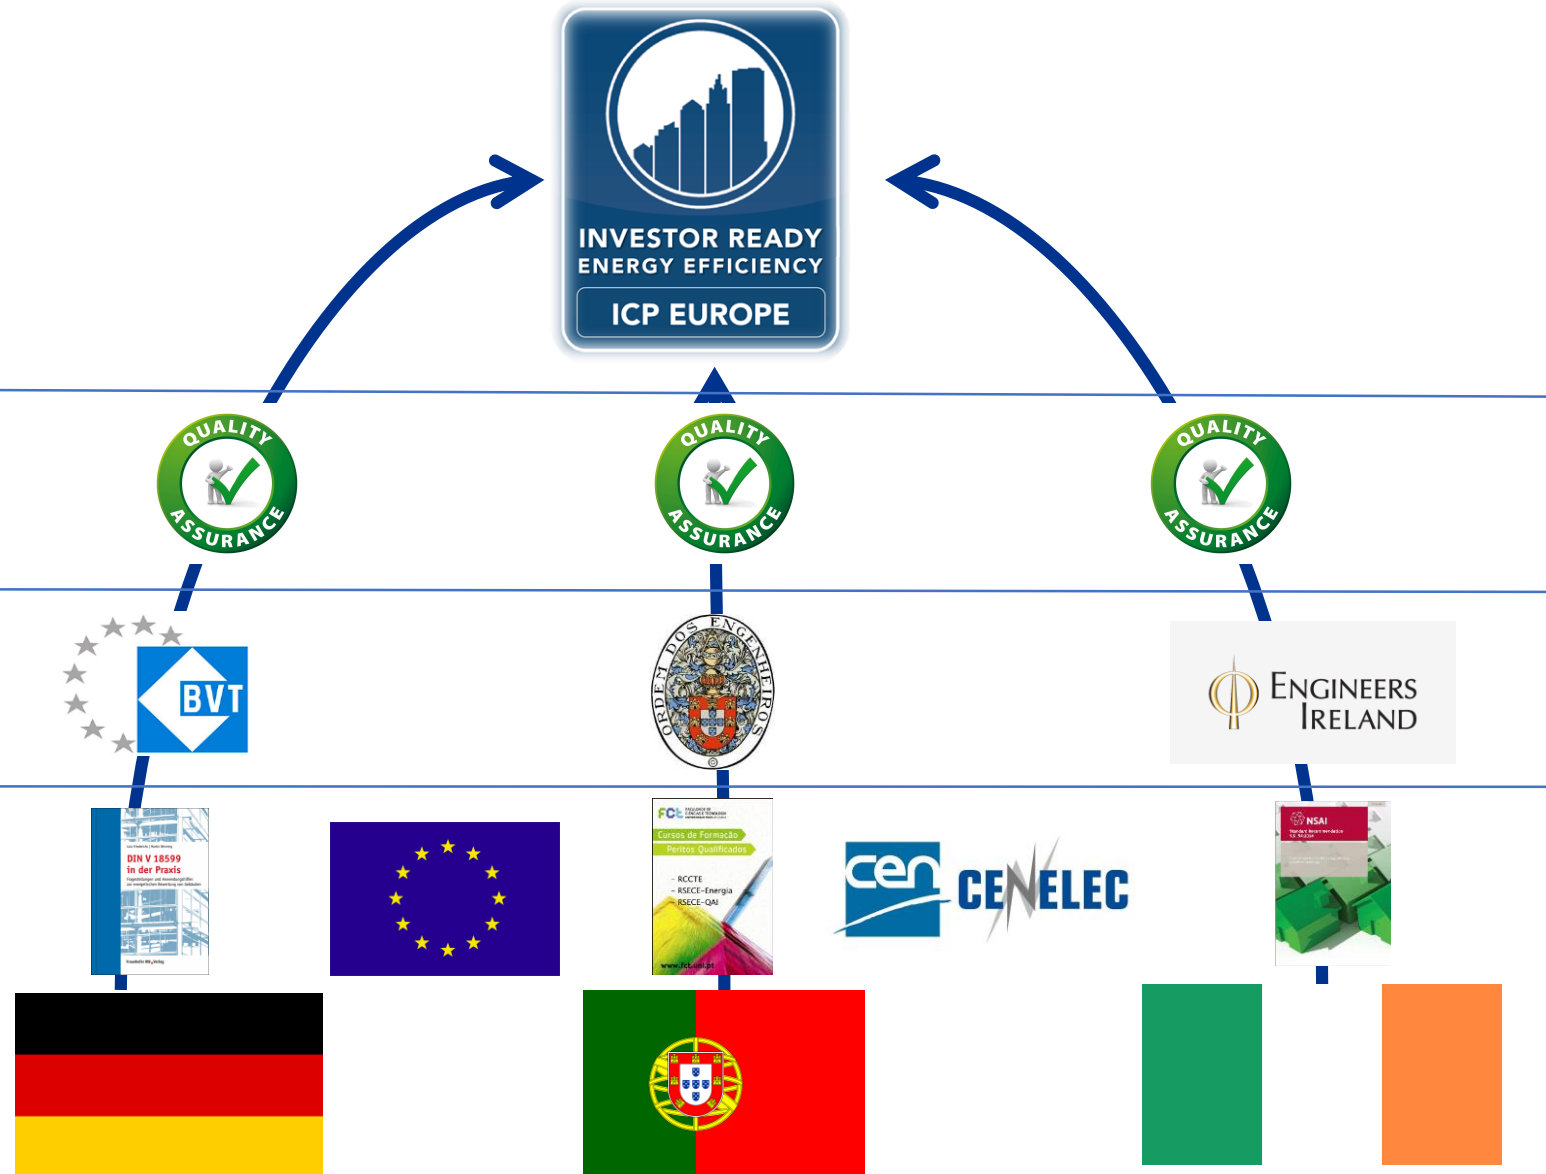 INVESTOR READY
ENERGY EFFICIENCY
ICP EUROPE
QUALITY
ASSURANCE
QUALITY
ASSURANCE
QUALITY
ASSURANCE
BVT
ORDEM DOS ENGENHEIROS
ENGINEERS
IRELAND
DIN V 18599
in der Praxis
FCt
Cursos de Formação
Peritos Qualificados
- RCCTE
- RSECE-Energia
- RSECE-QAI
www.fct.unl.pt
cen
CENELEC
NSAI